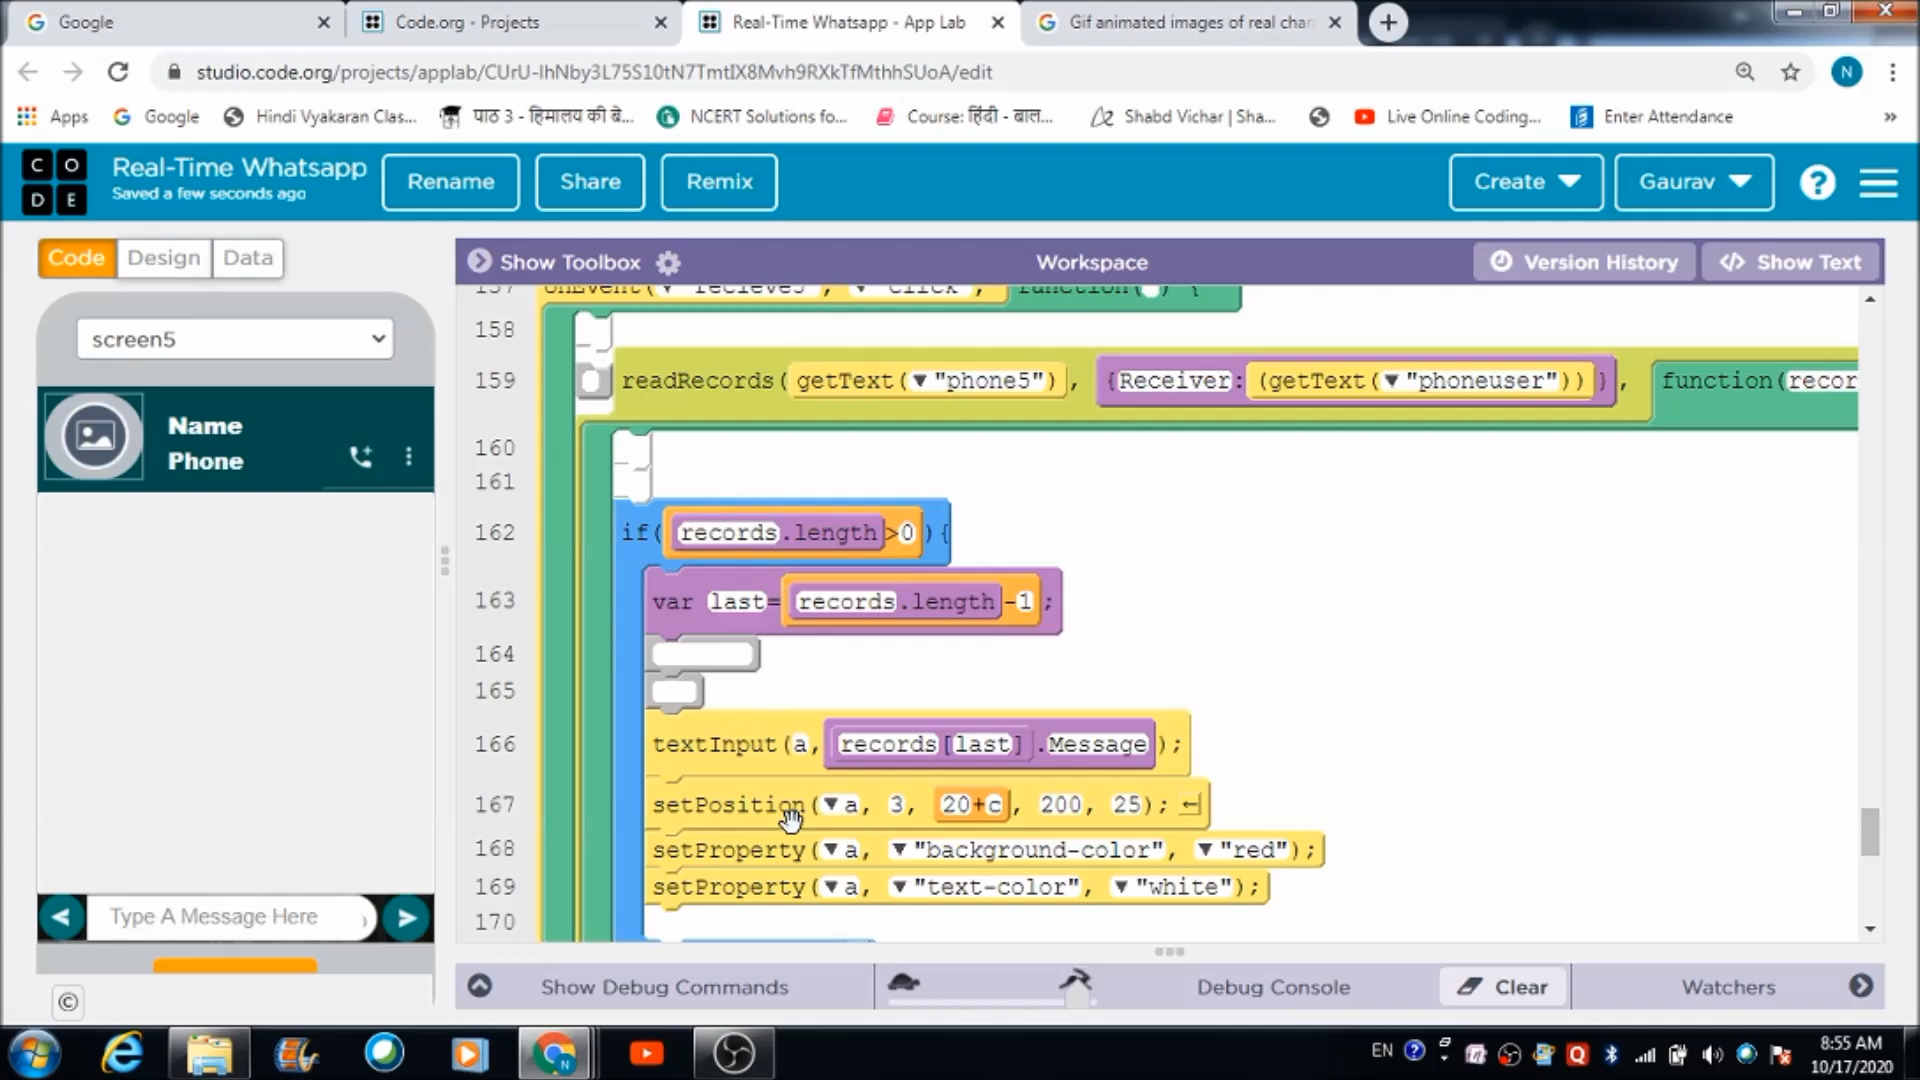 Google
Code.org - Projects
Real-Time Whatsapp - App Lab
Gif animated images of real char
studio.code.org/projects/applab/CUrU-lhNby3L75S10tN7TmtIX8Mvh9RXkTfMthhSUoA/edit
N
Apps
Google
Hindi Vyakaran Clas...
पाठ 3 - हिमालय की बे...
NCERT Solutions fo...
Course: हिंदी - बाल...
Shabd Vichar | Sha...
Live Online Coding...
Enter Attendance
»
C O D E
Real-Time Whatsapp
Saved a few seconds ago
Rename
Share
Remix
Create
Gaurav
?
Code
Design
Data
Show Toolbox
Workspace
Version History
</> Show Text
screen5
Name
Phone
Type A Message Here
157 onEvent(▼"recieve5", ▼"click", function( ) {
158
159 readRecords(getText(▼"phone5"), {Receiver:(getText(▼"phoneuser"))}, function(recor
160
161
162 if(records.length>0){
163 var last=records.length-1;
164
165
166 textInput(a, records[last].Message);
167 setPosition(▼a, 3, 20+c, 200, 25);
168 setProperty(▼a, ▼"background-color", ▼"red");
169 setProperty(▼a, ▼"text-color", ▼"white");
170
©
Show Debug Commands
Debug Console
Clear
Watchers
EN
8:55 AM
10/17/2020